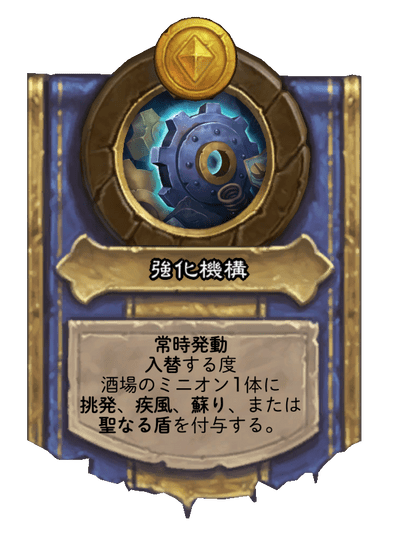 強化機構
常時発動
入替する度
酒場のミニオン1体に
挑発、疾風、蘇り、または
聖なる盾を付与する。